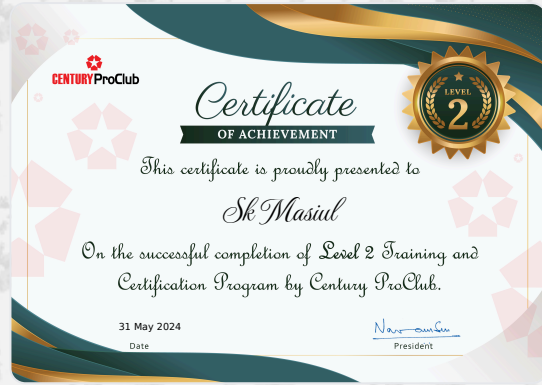 CENTURY ProClub
Certificate
OF ACHIEVEMENT
LEVEL
2
This certificate is proudly presented to
Sk Masiul
On the successful completion of Level 2 Training and
Certification Program by Century ProClub.
31 May 2024
Date
President